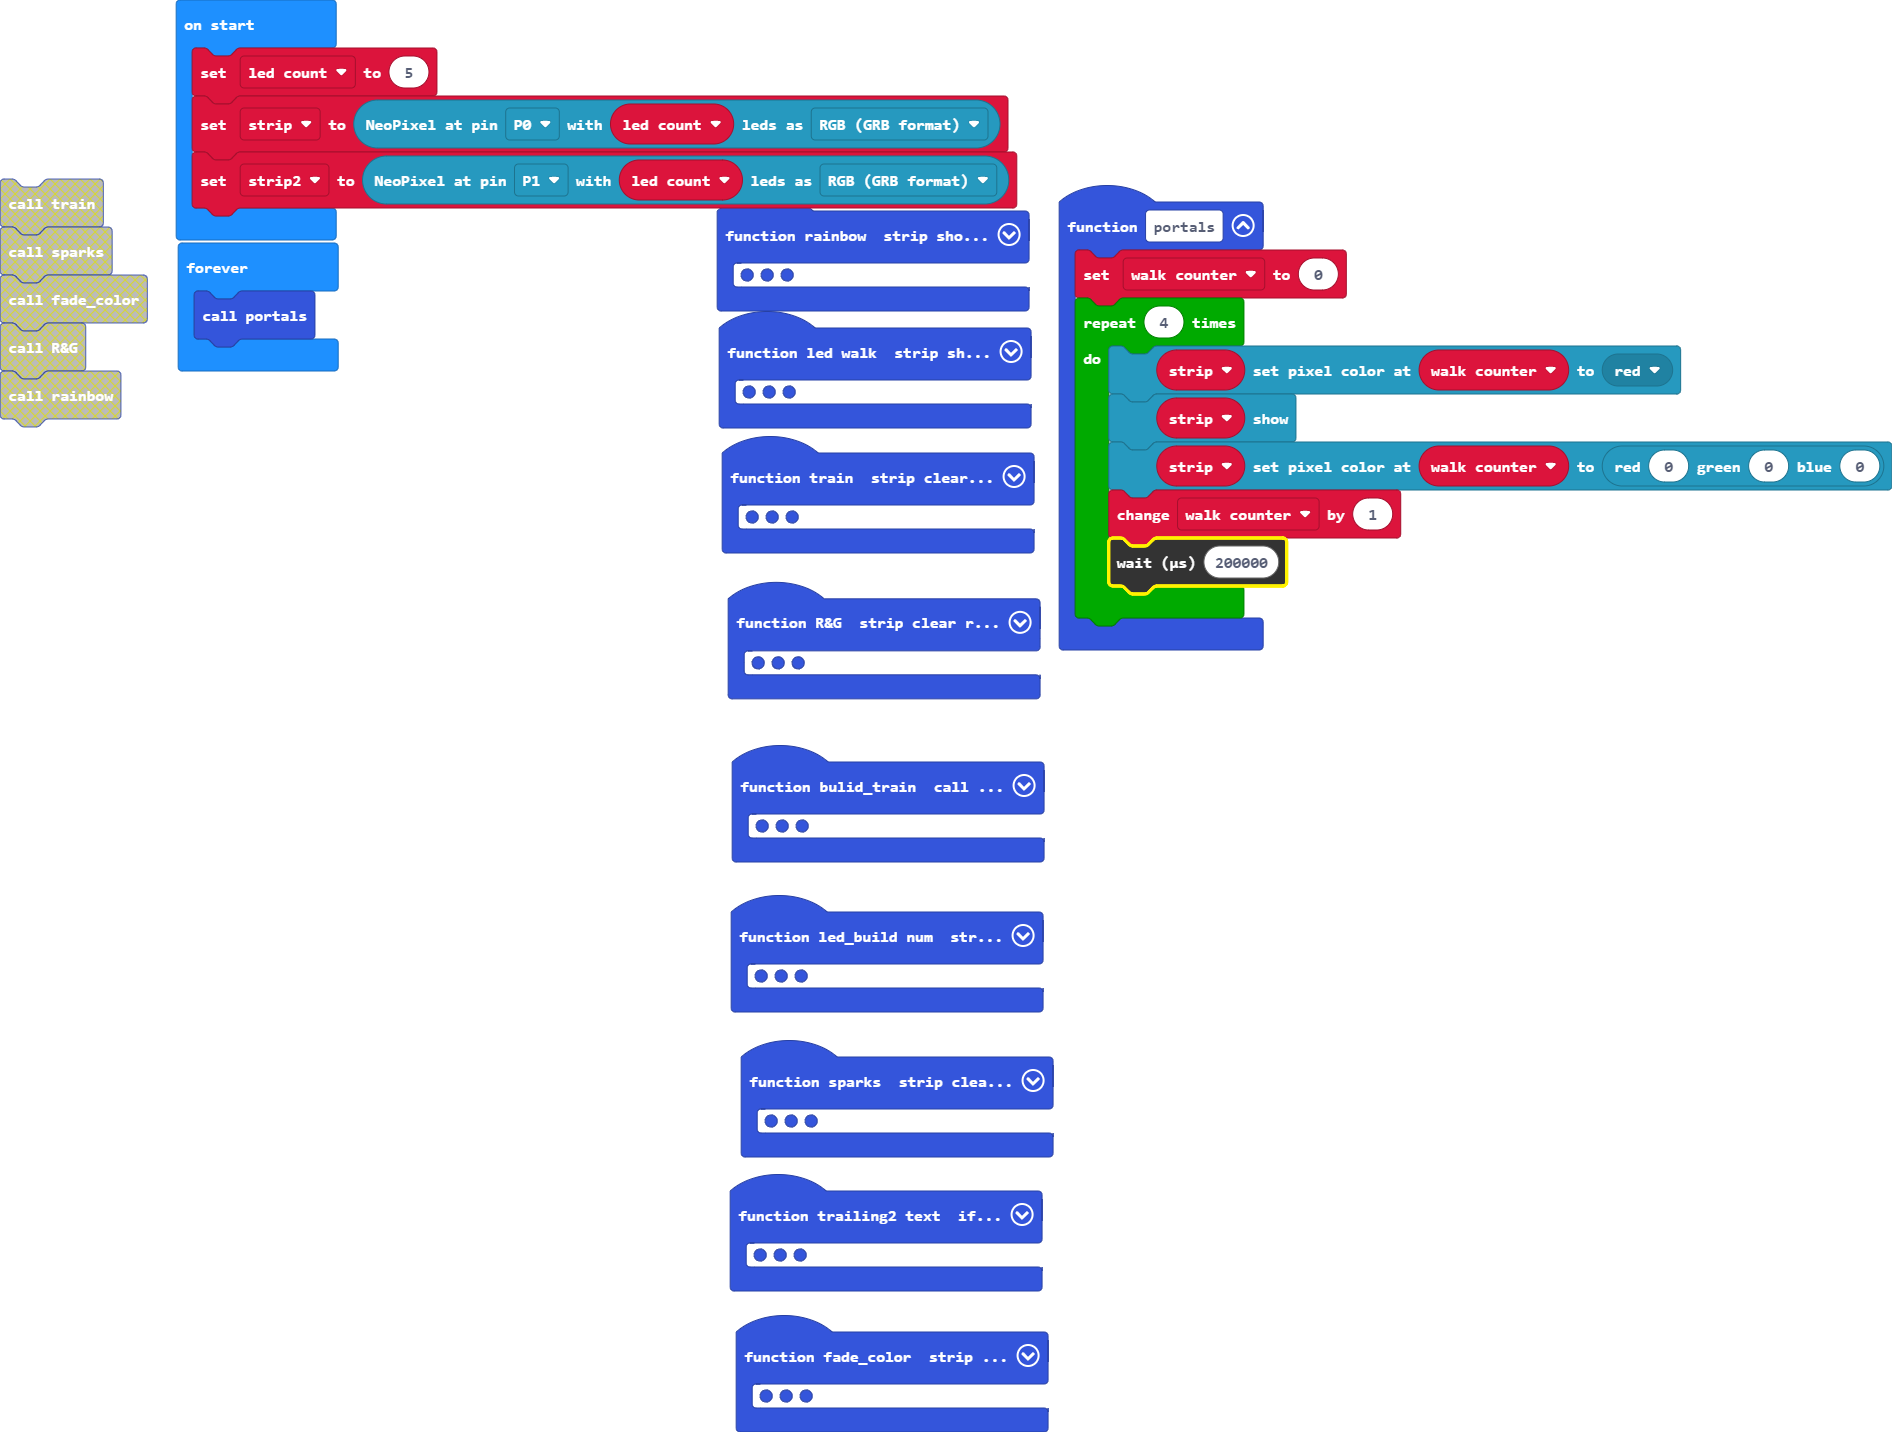 on start
set led count to 5
set strip to NeoPixel at pin P0 with led count leds as RGB (GRB format)
set strip2 to NeoPixel at pin P1 with led count leds as RGB (GRB format)
call train
call sparks
call fade_color
call R&G
call rainbow
forever
call portals
function rainbow strip sho...
function led walk strip sh...
function train strip clear...
function R&G strip clear r...
function bulid_train call ...
function led_build num str...
function sparks strip clea...
function trailing2 text if...
function fade_color strip ...
function portals
set walk counter to 0
repeat 4 times
do
strip set pixel color at walk counter to red
strip show
strip set pixel color at walk counter to red 0 green 0 blue 0
change walk counter by 1
wait (µs) 200000